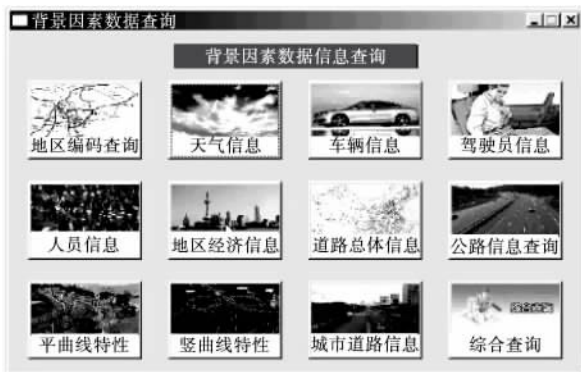 背景因素数据查询
背景因素数据信息查询
地区编码查询
天气信息
车辆信息
驾驶员信息
人员信息
地区经济信息
道路总体信息
公路信息查询
平曲线特性
竖曲线特性
城市道路信息
综合查询
综合查询